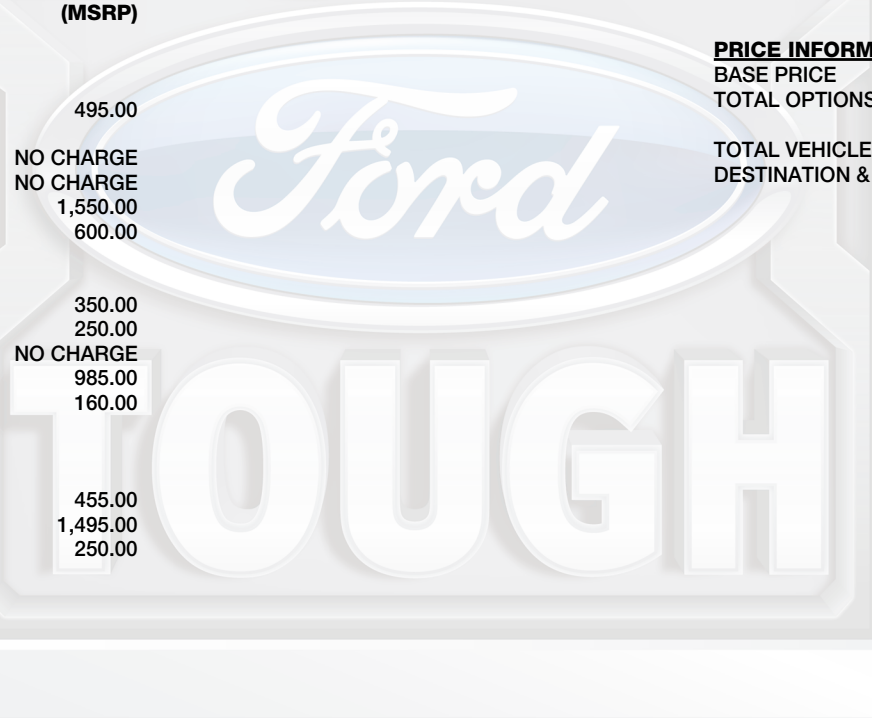 (MSRP)
495.00
NO CHARGE
NO CHARGE
1,550.00
600.00
350.00
250.00
NO CHARGE
985.00
160.00
455.00
1,495.00
250.00
PRICE INFORM
BASE PRICE
TOTAL OPTIONS
TOTAL VEHICLE
DESTINATION &
Ford
TOUGH